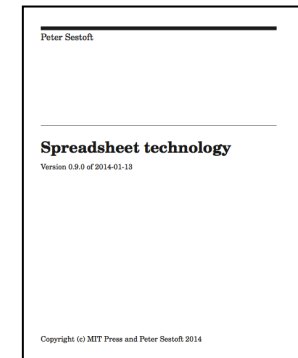 Peter Sestoft
Spreadsheet technology
Version 0.9.0 of 2014-01-13
Copyright (c) MIT Press and Peter Sestoft 2014